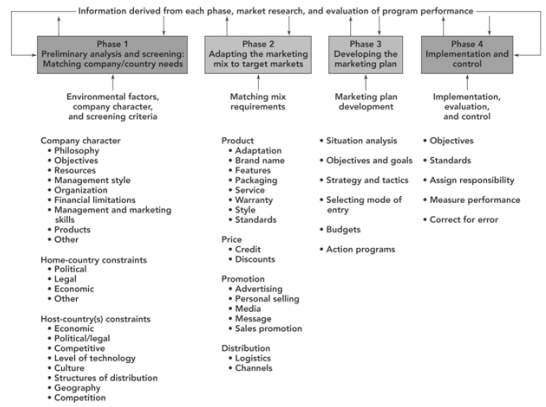 Information derived from each phase, market research, and evaluation of program performance
Phase 1
Preliminary analysis and screening:
Matching company/country needs
Phase 2
Adapting the marketing
mix to target markets
Phase 3
Developing the
marketing plan
Phase 4
Implementation and
control
Environmental factors,
company character,
and screening criteria
Matching mix
requirements
Marketing plan
development
Implementation,
evaluation,
and control
Company character
• Philosophy
• Objectives
• Resources
• Management style
• Organization
• Financial limitations
• Management and marketing
skills
• Products
• Other
Home-country constraints
• Political
• Legal
• Economic
• Other
Host-country(s) constraints
• Economic
• Political/legal
• Competitive
• Level of technology
• Culture
• Structures of distribution
• Geography
• Competition
Product
• Adaptation
• Brand name
• Features
• Packaging
• Service
• Warranty
• Style
• Standards
Price
• Credit
• Discounts
Promotion
• Advertising
• Personal selling
• Media
• Message
• Sales promotion
Distribution
• Logistics
• Channels
• Situation analysis
• Objectives and goals
• Strategy and tactics
• Selecting mode of
entry
• Budgets
• Action programs
• Objectives
• Standards
• Assign responsibility
• Measure performance
• Correct for error